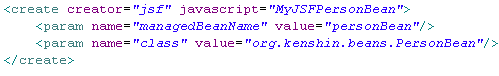 <create creator="jsf" javascript="MyJSFPersonBean">
<param name="managedBeanName" value="personBean"/>
<param name="class" value="org.kenshin.beans.PersonBean"/>
</create>